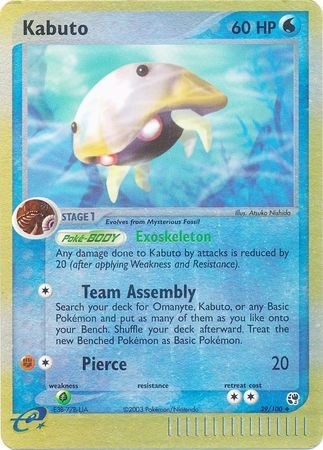 Kabuto
60 HP
Illus. Atsuko Nishida
STAGE 1
Evolves from Mysterious Fossil
Poké-BODY Exoskeleton
Any damage done to Kabuto by attacks is reduced by
20 (after applying Weakness and Resistance).
Team Assembly
Search your deck for Omanyte, Kabuto, or any Basic
Pokémon and put as many of them as you like onto
your Bench. Shuffle your deck afterward. Treat the
new Benched Pokémon as Basic Pokémon.
Pierce 20
weakness resistance retreat cost
©2003 Pokémon/Nintendo
39/100
e